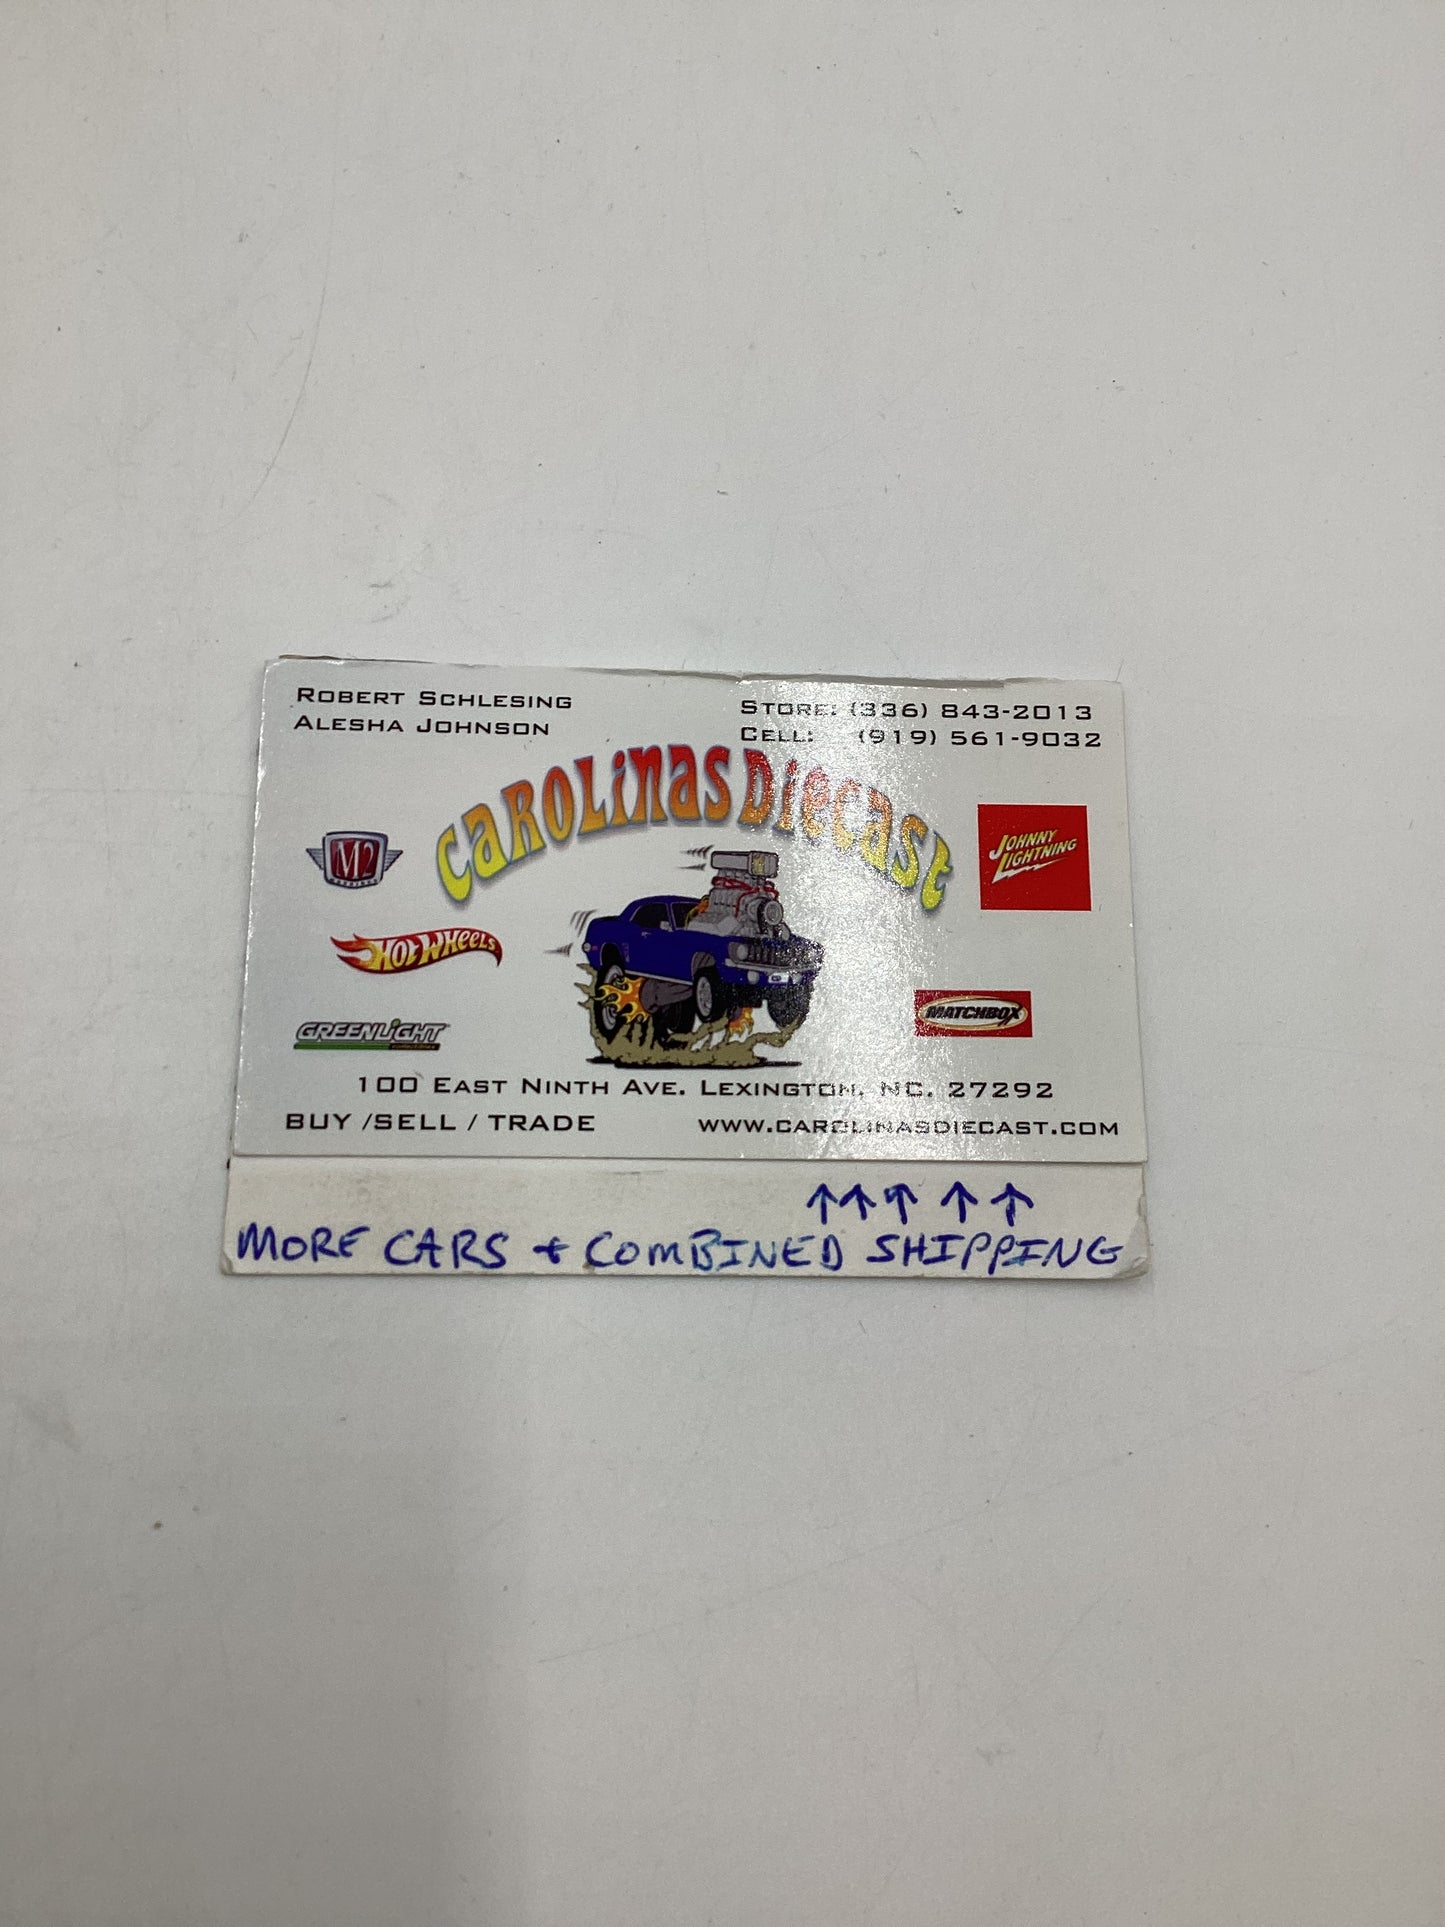 Robert Schlesing
Alesha Johnson
Store: (336) 843-2013
Cell: (919) 561-9032
Carolinas Diecast
M2
MACHINES
JOHNNY LIGHTNING
HOT WHEELS
MATCHBOX
GREENLIGHT
100 East Ninth Ave. Lexington, NC. 27292
BUY /SELL / TRADE
www.carolinasdiecast.com
↑↑↑↑↑
MORE CARS + COMBINED SHIPPING